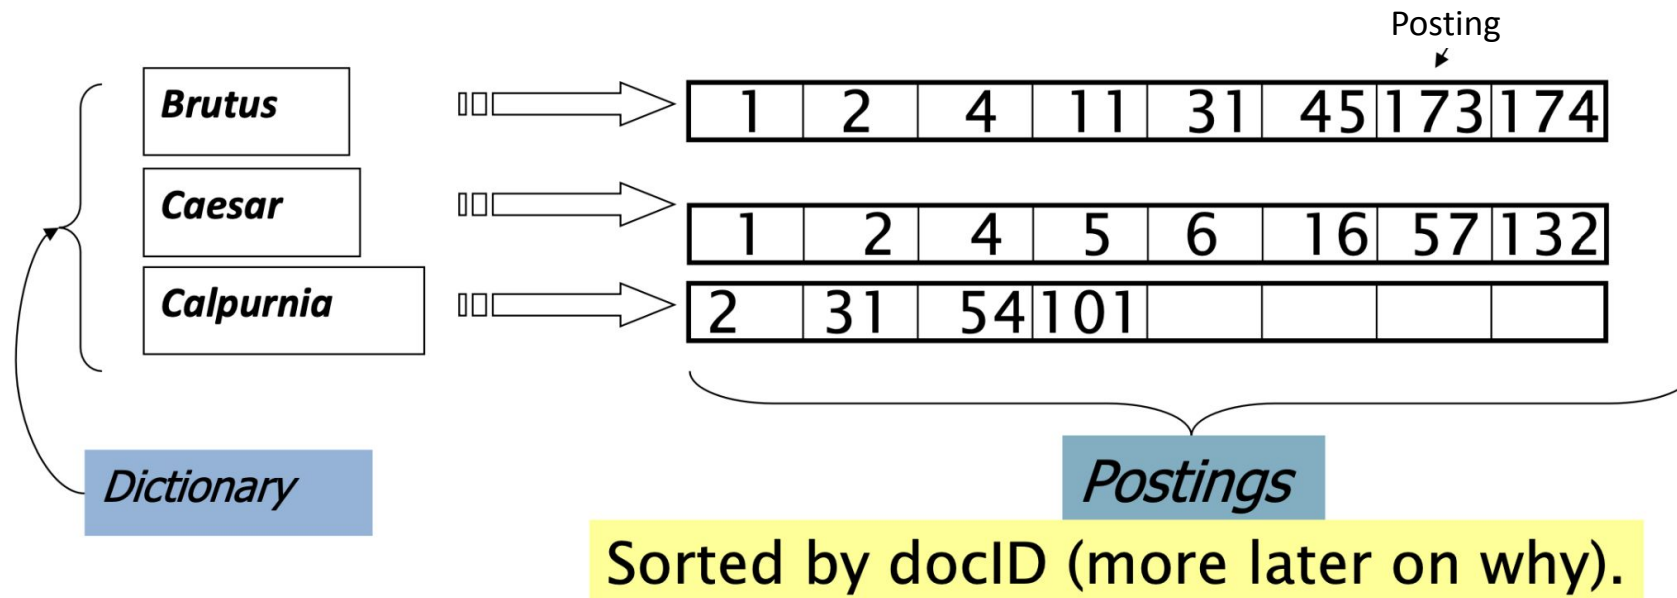 Posting
Brutus 1 2 4 11 31 45 173 174
Caesar 1 2 4 5 6 16 57 132
Calpurnia 2 31 54 101
Dictionary
Postings
Sorted by docID (more later on why).